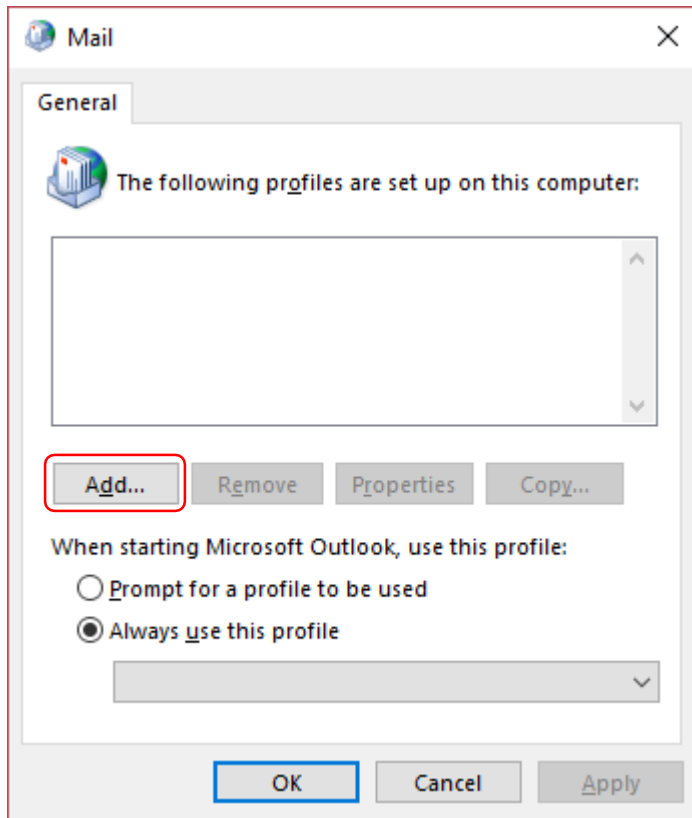 Mail
General
The following profiles are set up on this computer:
Add... Remove Properties Copy...
When starting Microsoft Outlook, use this profile:
Prompt for a profile to be used
Always use this profile
OK Cancel Apply